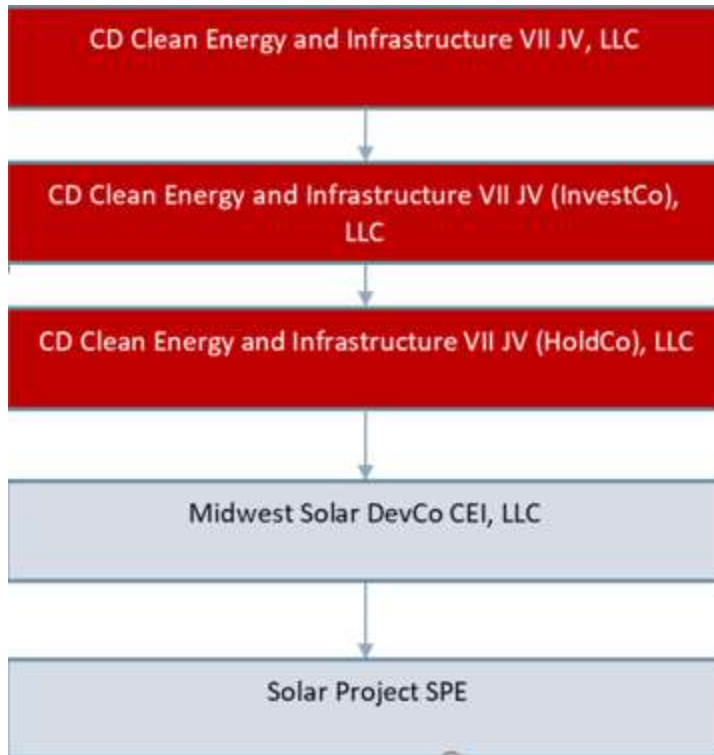 CD Clean Energy and Infrastructure VII JV, LLC
CD Clean Energy and Infrastructure VII JV (InvestCo),
LLC
CD Clean Energy and Infrastructure VII JV (HoldCo), LLC
Midwest Solar DevCo CEI, LLC
Solar Project SPE